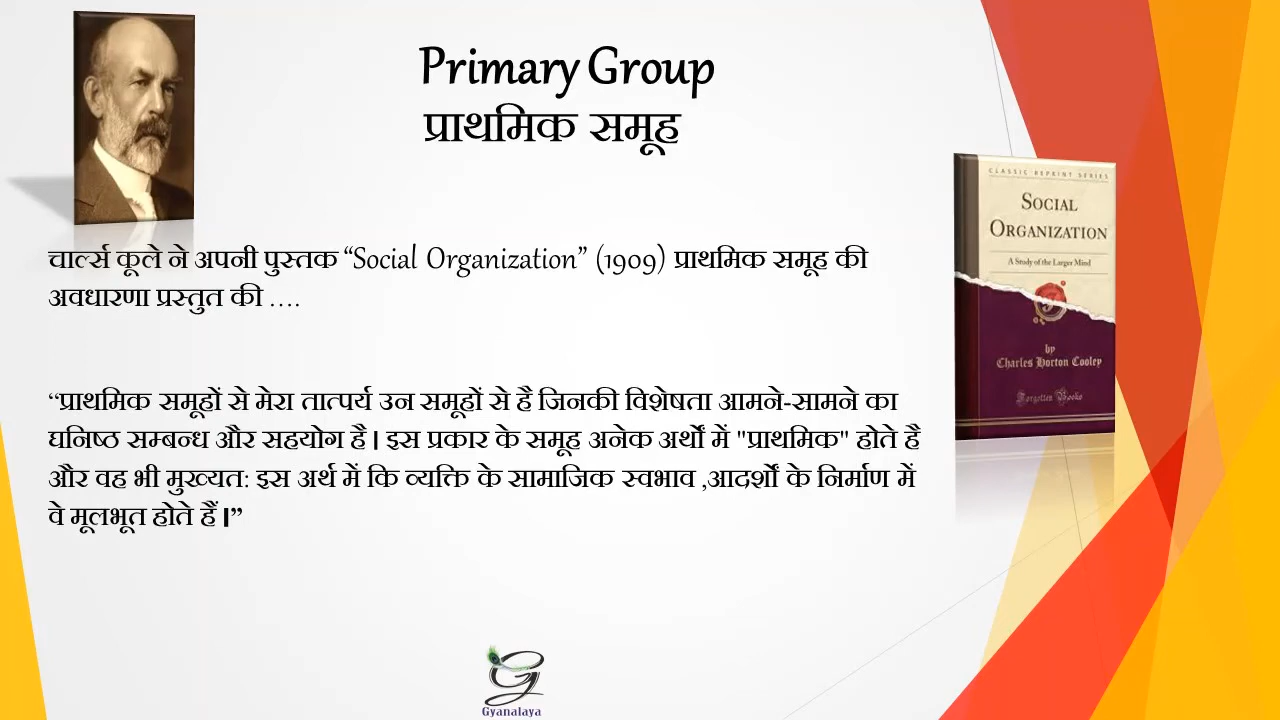 Primary Group
प्राथमिक समूह
चार्ल्स कूले ने अपनी पुस्तक “Social Organization” (1909) प्राथमिक समूह की
अवधारणा प्रस्तुत की ....
“प्राथमिक समूहों से मेरा तात्पर्य उन समूहों से है जिनकी विशेषता आमने-सामने का
घनिष्ठ सम्बन्ध और सहयोग है। इस प्रकार के समूह अनेक अर्थों में "प्राथमिक" होते है
और वह भी मुख्यत: इस अर्थ में कि व्यक्ति के सामाजिक स्वभाव ,आदर्शों के निर्माण में
वे मूलभूत होते हैं।”
CLASSIC REPRINT SERIES
SOCIAL
ORGANIZATION
A Study of the Larger Mind
by
Charles Horton Cooley
Forgotten Books
Gyanalaya